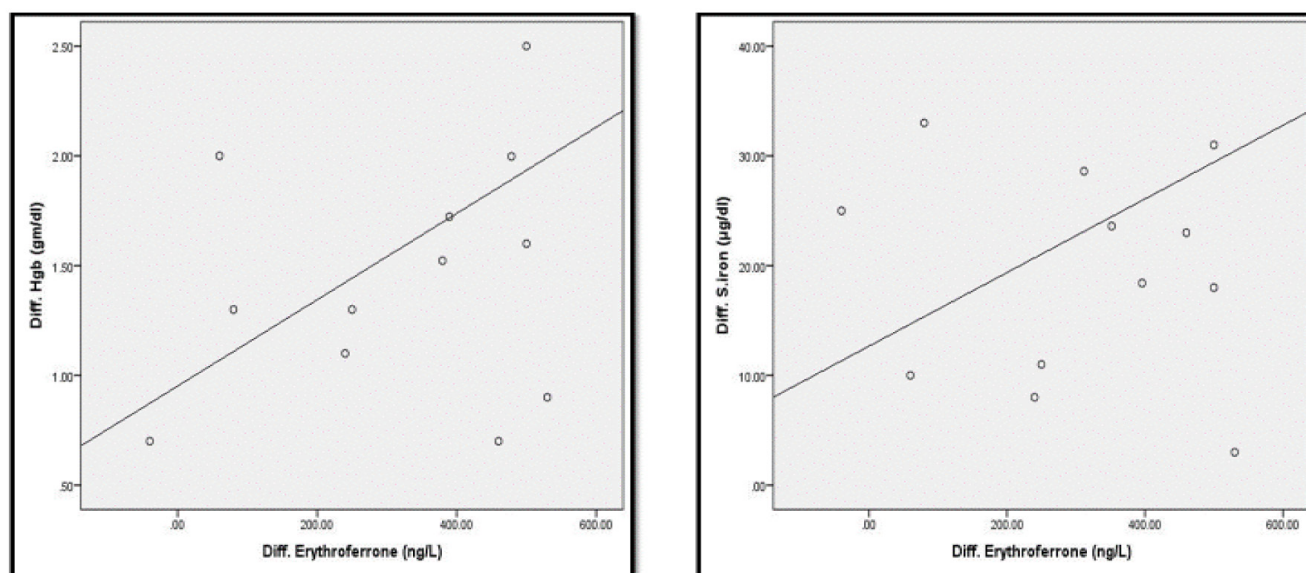 2.50
2.00
1.50
1.00
.50
Diff. Hgb (gm/dl)
.00 200.00 400.00 600.00
Diff. Erythroferrone (ng/L)
40.00
30.00
20.00
10.00
.00
Diff. S.iron (µg/dl)
.00 200.00 400.00 600.00
Diff. Erythroferrone (ng/L)